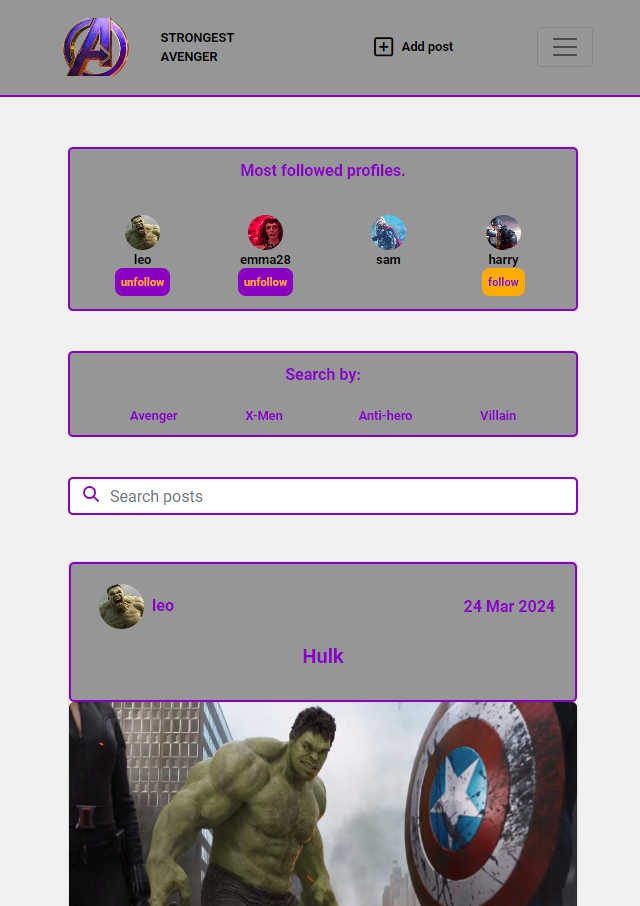 STRONGEST
AVENGER
Add post
Most followed profiles.
leo
emma28
sam
harry
unfollow
unfollow
follow
Search by:
Avenger
X-Men
Anti-hero
Villain
Search posts
leo
24 Mar 2024
Hulk